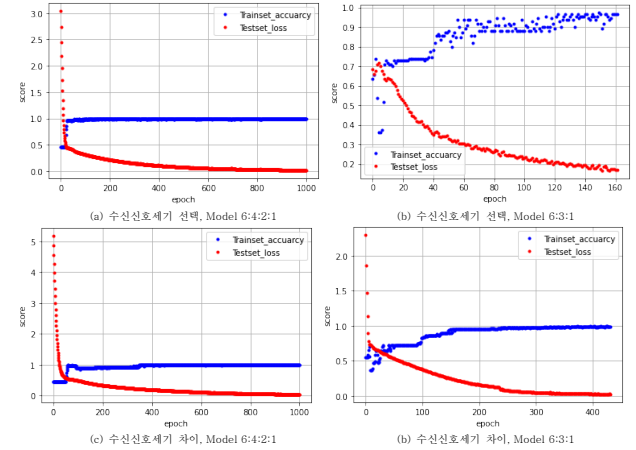 3.0
2.5
2.0
1.5
1.0
0.5
0.0
score
Trainset_accuarcy
Testset_loss
0 200 400 600 800 1000
epoch
(a) 수신신호세기 선택, Model 6:4:2:1
1.0
0.9
0.8
0.7
0.6
0.5
0.4
0.3
0.2
score
Trainset_accuarcy
Testset_loss
0 20 40 60 80 100 120 140 160
epoch
(b) 수신신호세기 선택, Model 6:3:1
5
4
3
2
1
0
score
Trainset_accuarcy
Testset_loss
0 200 400 600 800 1000
epoch
(c) 수신신호세기 차이, Model 6:4:2:1
2.0
1.5
1.0
0.5
0.0
score
Trainset_accuarcy
Testset_loss
0 100 200 300 400
epoch
(b) 수신신호세기 차이, Model 6:3:1